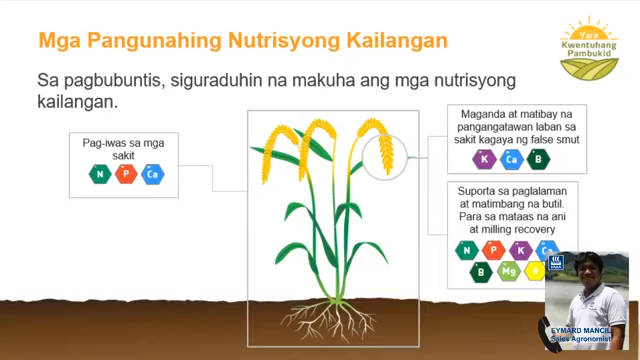 Mga Pangunahing Nutrisyong Kailangan
Yara
Kwentuhang
Pambukid
Sa pagbubuntis, siguraduhin na makuha ang mga nutrisyong
kailangan.
Pag-iwas sa mga
sakit
N P Ca
Maganda at matibay na
pangangatawan laban sa
sakit kagaya ng false smut
K Ca B
Suporta sa paglalaman
at matimbang na butil.
Para sa mataas na ani
at milling recovery
N P K Ca
B Mg
EYMARD MANCIL
Sales Agronomist